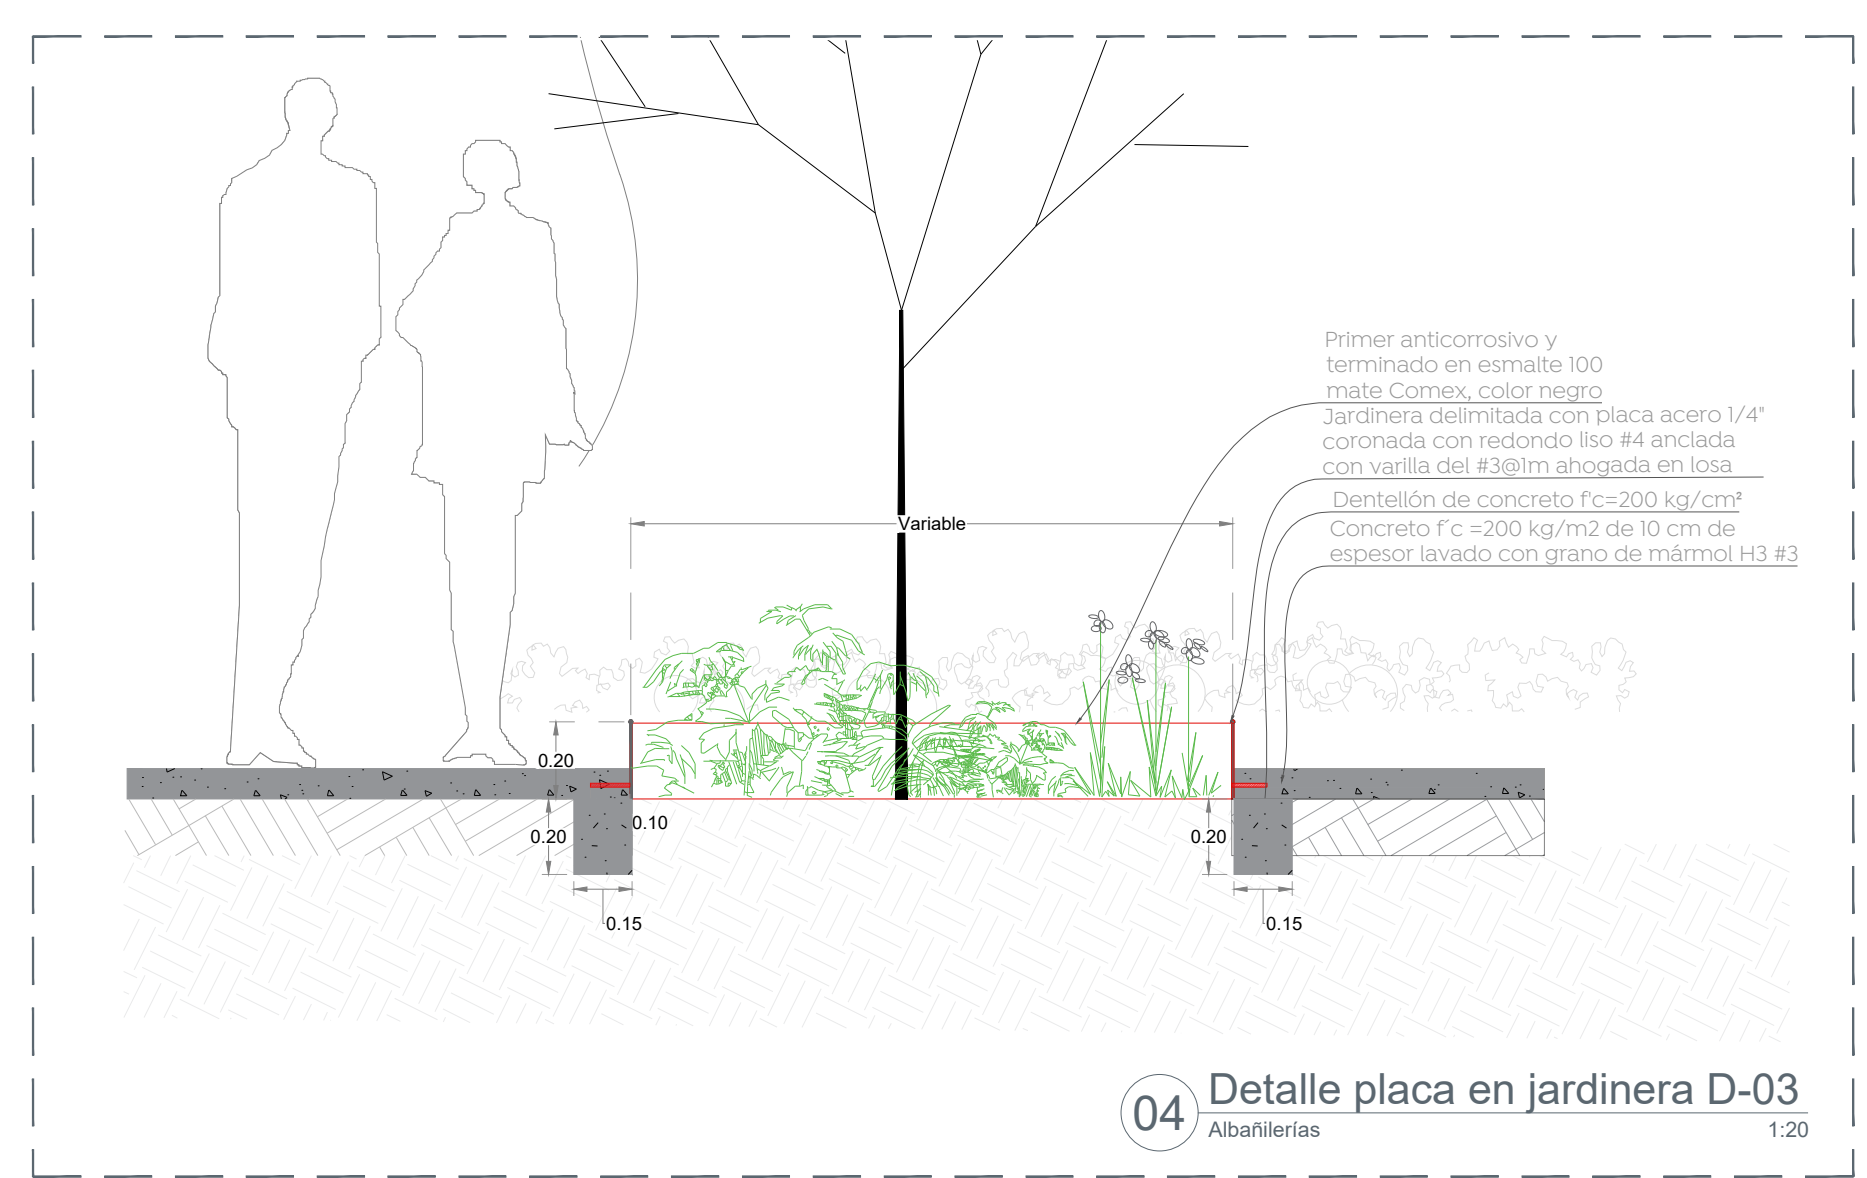 Primer anticorrosivo y
terminado en esmalte 100
mate Comex, color negro
Jardinera delimitada con placa acero 1/4"
coronada con redondo liso #4 anclada
con varilla del #3@1m ahogada en losa
Dentellón de concreto f'c=200 kg/cm²
Concreto f´c =200 kg/m2 de 10 cm de
espesor lavado con grano de mármol H3 #3
Variable
0.20
0.10
0.20
0.20
0.15
0.15
04
Detalle placa en jardinera D-03
Albañilerías
1:20